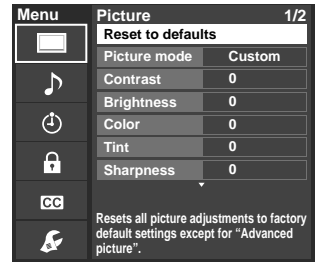 Menu
Picture 1/2
Reset to defaults
Picture mode Custom
Contrast 0
Brightness 0
Color 0
Tint 0
Sharpness 0
CC
Resets all picture adjustments to factory
default settings except for “Advanced
picture”.